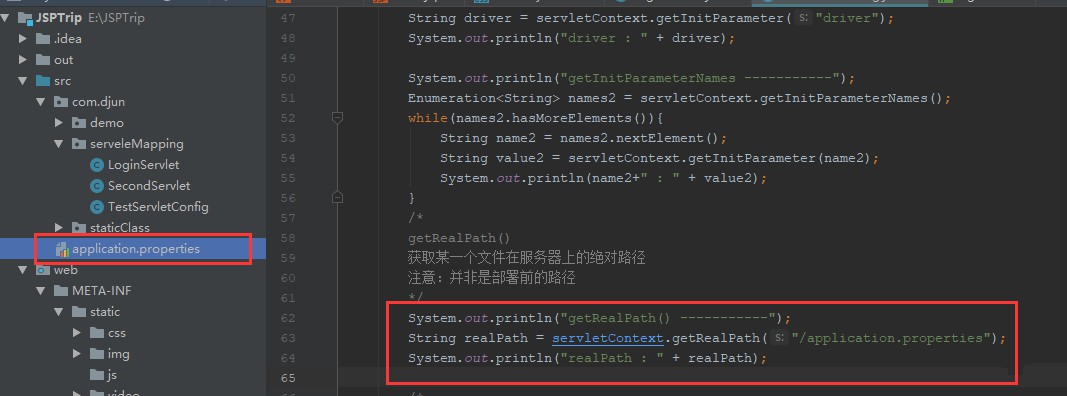 JSPTrip E:\JSPTrip
.idea
out
src
com.djun
demo
serveleMapping
LoginServlet
SecondServlet
TestServletConfig
staticClass
application.properties
web
META-INF
static
css
img
js
video
47 String driver = servletContext.getInitParameter( s: "driver");
48 System.out.println("driver : " + driver);
49
50 System.out.println("getInitParameterNames -----------");
51 Enumeration<String> names2 = servletContext.getInitParameterNames();
52 while(names2.hasMoreElements()){
53 String name2 = names2.nextElement();
54 String value2 = servletContext.getInitParameter(name2);
55 System.out.println(name2+" : " + value2);
56 }
57 /*
58 getRealPath()
59 获取某一个文件在服务器上的绝对路径
60 注意：并非是部署前的路径
61 */
62 System.out.println("getRealPath() -----------");
63 String realPath = servletContext.getRealPath( s: "/application.properties");
64 System.out.println("realPath : " + realPath);
65
/*